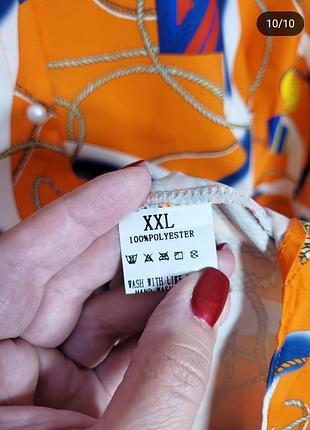 10/10
XXL
100%POLYESTER
WASH WITH LIKE
HAND WASH